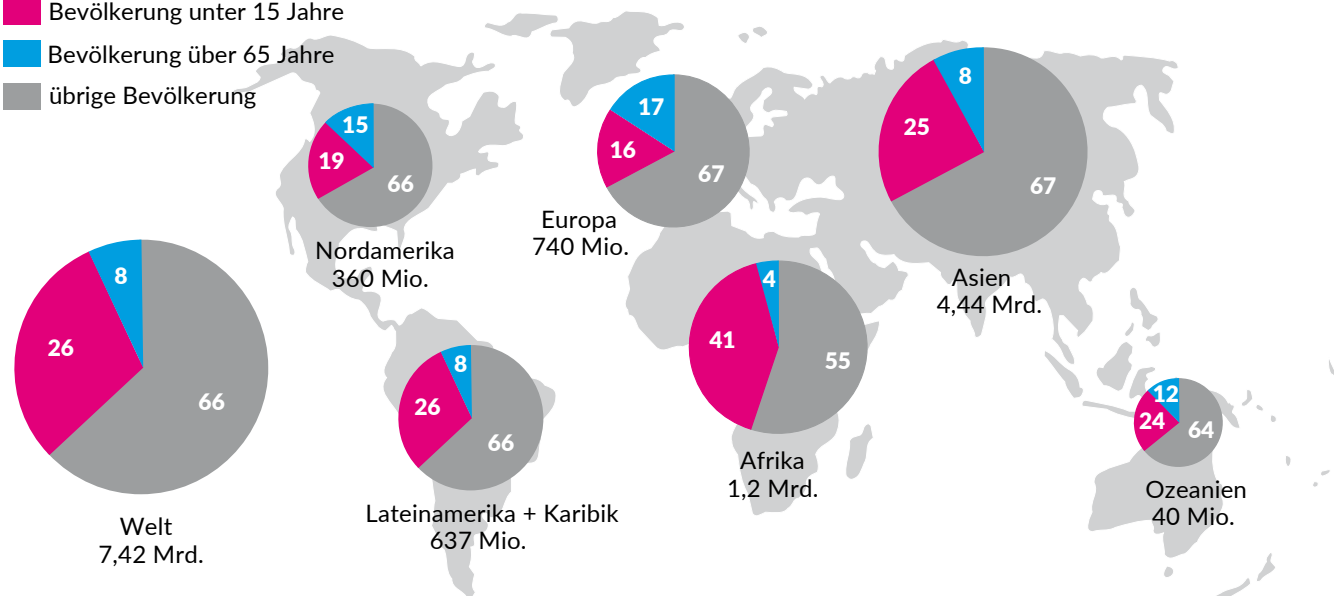 Bevölkerung unter 15 Jahre
Bevölkerung über 65 Jahre
übrige Bevölkerung
15
19
66
Nordamerika
360 Mio.
17
16
67
Europa
740 Mio.
8
25
67
Asien
4,44 Mrd.
8
26
66
Welt
7,42 Mrd.
8
26
66
Lateinamerika + Karibik
637 Mio.
4
41
55
Afrika
1,2 Mrd.
12
24
64
Ozeanien
40 Mio.